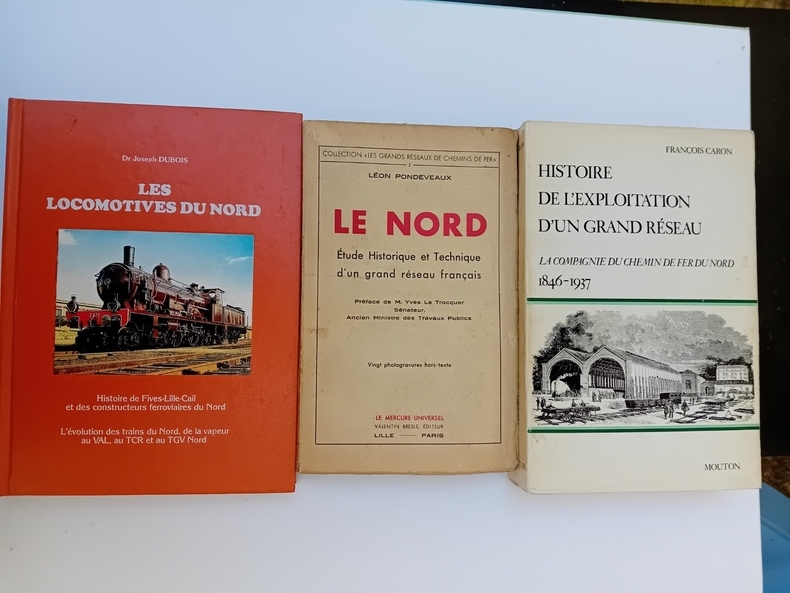 Dr Joseph DUBOIS
LES
LOCOMOTIVES DU NORD
Histoire de Fives-Lille-Cail
et des constructeurs ferroviaires du Nord
L'évolution des trains du Nord, de la vapeur
au VAL, au TCR et au TGV Nord
COLLECTION «LES GRANDS RÉSEAUX DE CHEMINS DE FER»
1
LÉON PONDEVEAUX
LE NORD
Étude Historique et Technique
d'un grand réseau français
Préface de M. Yves Le Trocquer
Sénateur,
Ancien Ministre des Travaux Publics
Vingt photogravures hors-texte
LE MERCURE UNIVERSEL
VALENTIN BRESLE, ÉDITEUR
LILLE — PARIS
FRANÇOIS CARON
HISTOIRE
DE L'EXPLOITATION
D'UN GRAND RÉSEAU
LA COMPAGNIE DU CHEMIN DE FER DU NORD
1846-1937
MOUTON